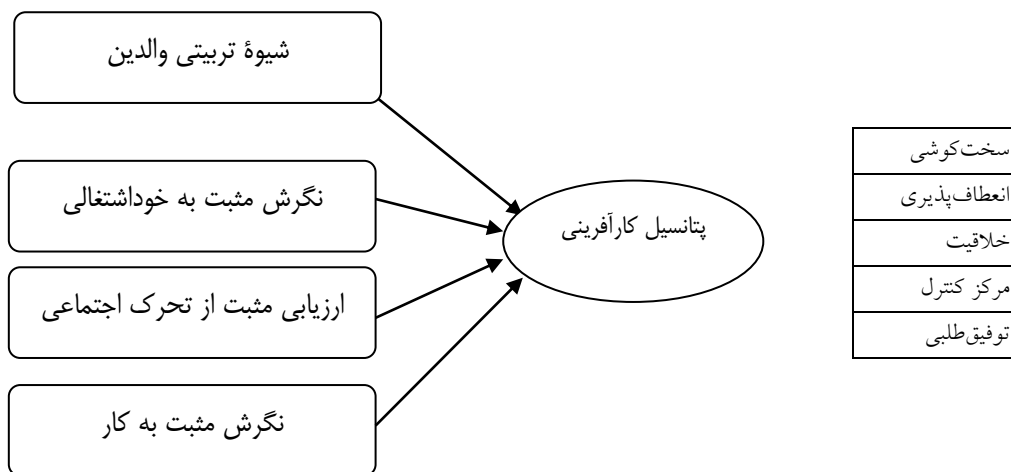 شیوۀ تربیتی والدین
نگرش مثبت به خوداشتغالی
ارزیابی مثبت از تحرک اجتماعی
نگرش مثبت به کار
پتانسیل کارآفرینی
سخت‌کوشی
انعطاف‌پذیری
خلاقیت
مرکز کنترل
توفیق‌طلبی